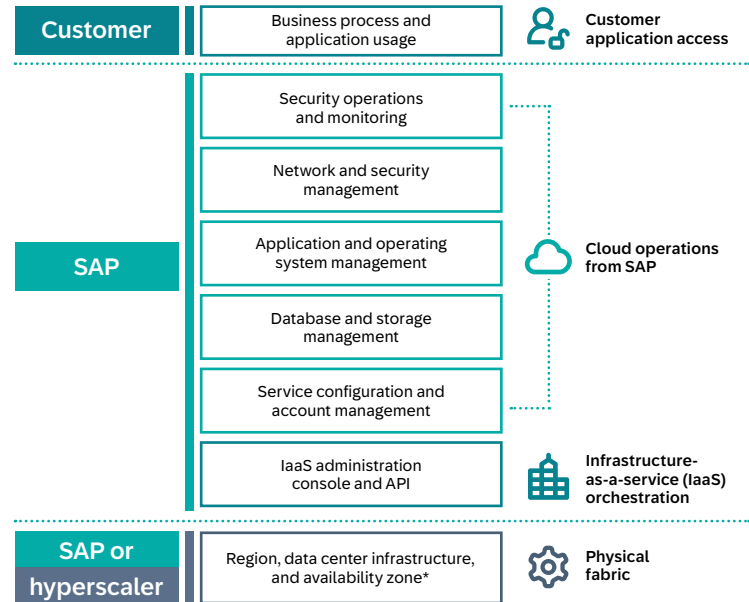 Customer
Business process and
application usage
Customer
application access
Security operations
and monitoring
Network and security
management
SAP
Application and operating
system management
Cloud operations
from SAP
Database and storage
management
Service configuration and
account management
IaaS administration
console and API
Infrastructure-
as-a-service (IaaS)
orchestration
SAP or
hyperscaler
Region, data center infrastructure,
and availability zone*
Physical
fabric